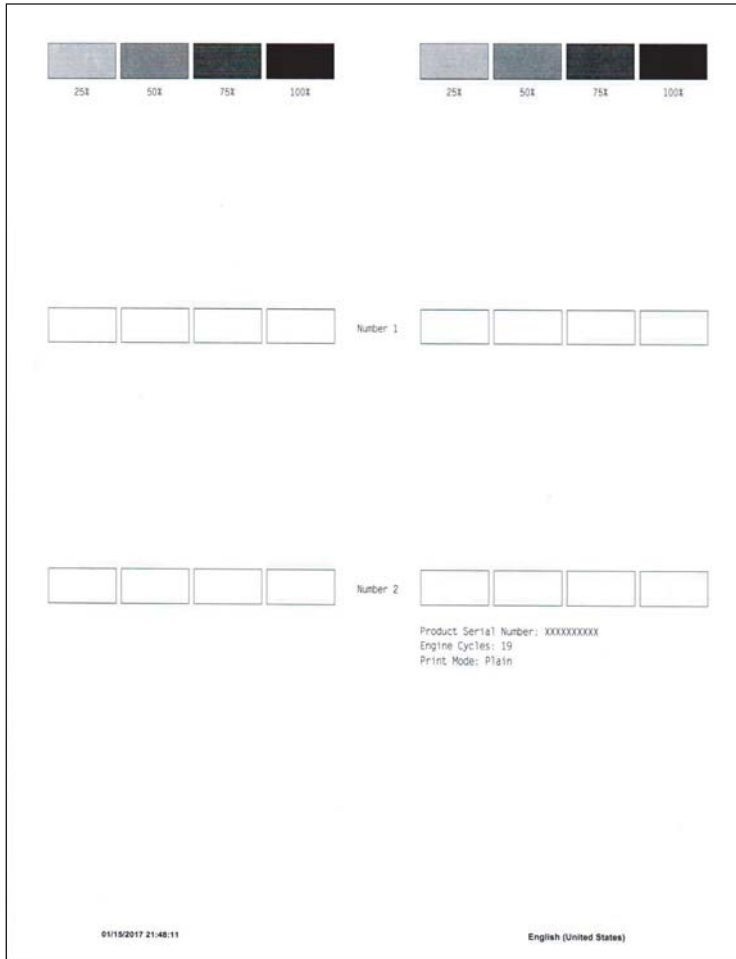 25% 50% 75% 100% 25% 50% 75% 100%
Number 1
Number 2
Product Serial Number: XXXXXXXXXX
Engine Cycles: 19
Print Mode: Plain
01/15/2017 21:48:11 English (United States)